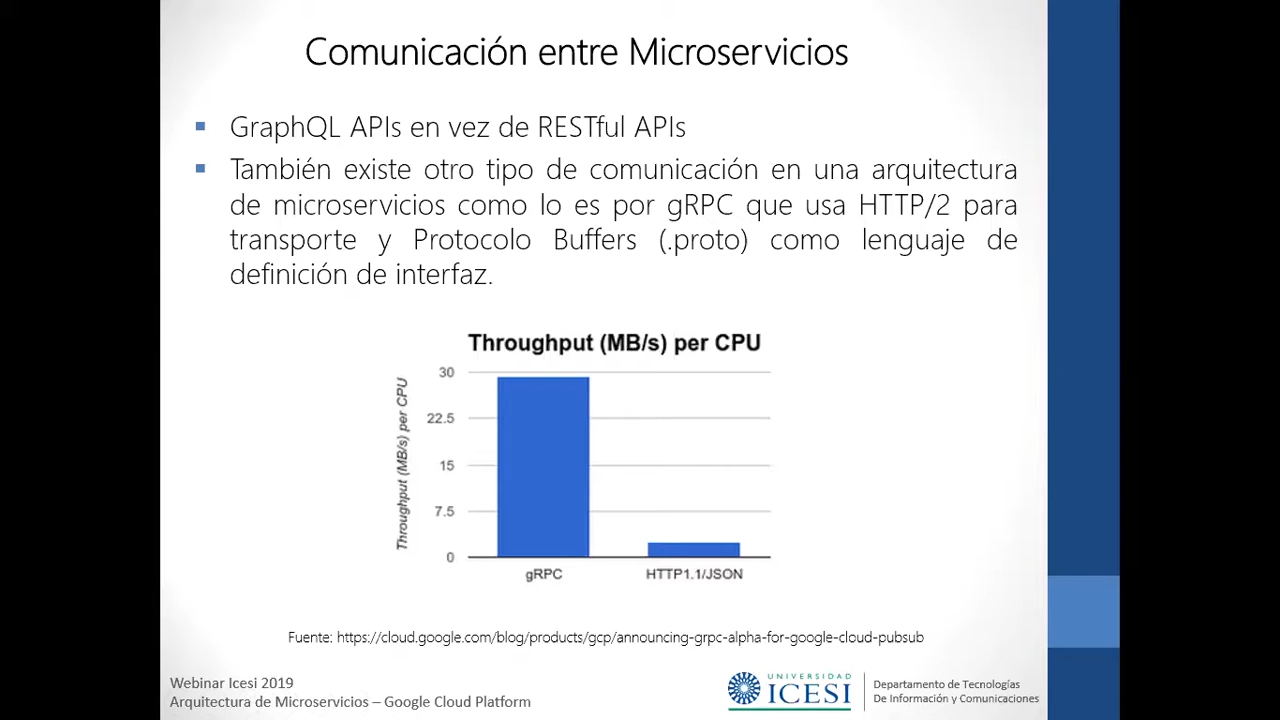 Comunicación entre Microservicios
GraphQL APIs en vez de RESTful APIs
También existe otro tipo de comunicación en una arquitectura
de microservicios como lo es por gRPC que usa HTTP/2 para
transporte y Protocolo Buffers (.proto) como lenguaje de
definición de interfaz.
Throughput (MB/s) per CPU
Throughput (MB/s) per CPU
30
22.5
15
7.5
0
gRPC
HTTP1.1/JSON
Fuente: https://cloud.google.com/blog/products/gcp/announcing-grpc-alpha-for-google-cloud-pubsub
Webinar Icesi 2019
Arquitectura de Microservicios – Google Cloud Platform
UNIVERSIDAD
ICESI
Departamento de Tecnologías
De Información y Comunicaciones